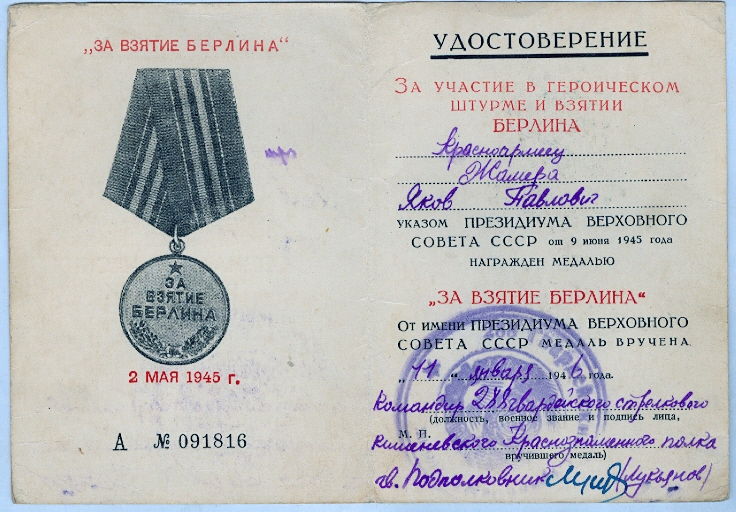 „ЗА ВЗЯТИЕ БЕРЛИНА“
ЗА
ВЗЯТИЕ
БЕРЛИНА
2 МАЯ 1945 г.
А № 091816
УДОСТОВЕРЕНИЕ
ЗА УЧАСТИЕ В ГЕРОИЧЕСКОМ
ШТУРМЕ И ВЗЯТИИ
БЕРЛИНА
Красноармеец
Жамера
Яков Павлович
УКАЗОМ ПРЕЗИДИУМА ВЕРХОВНОГО
СОВЕТА СССР от 9 июня 1945 года
НАГРАЖДЕН МЕДАЛЬЮ
„ЗА ВЗЯТИЕ БЕРЛИНА“
От имени ПРЕЗИДИУМА ВЕРХОВНОГО
СОВЕТА СССР МЕДАЛЬ ВРУЧЕНА
„11“ января 1946 года.
Командир 288 гвардейского стрелкового
(должность, военное звание и подпись лица,
М. П.
кишеневского Краснознаменного полка
вручившего медаль)
гв. Подполковник (Лукьянов)